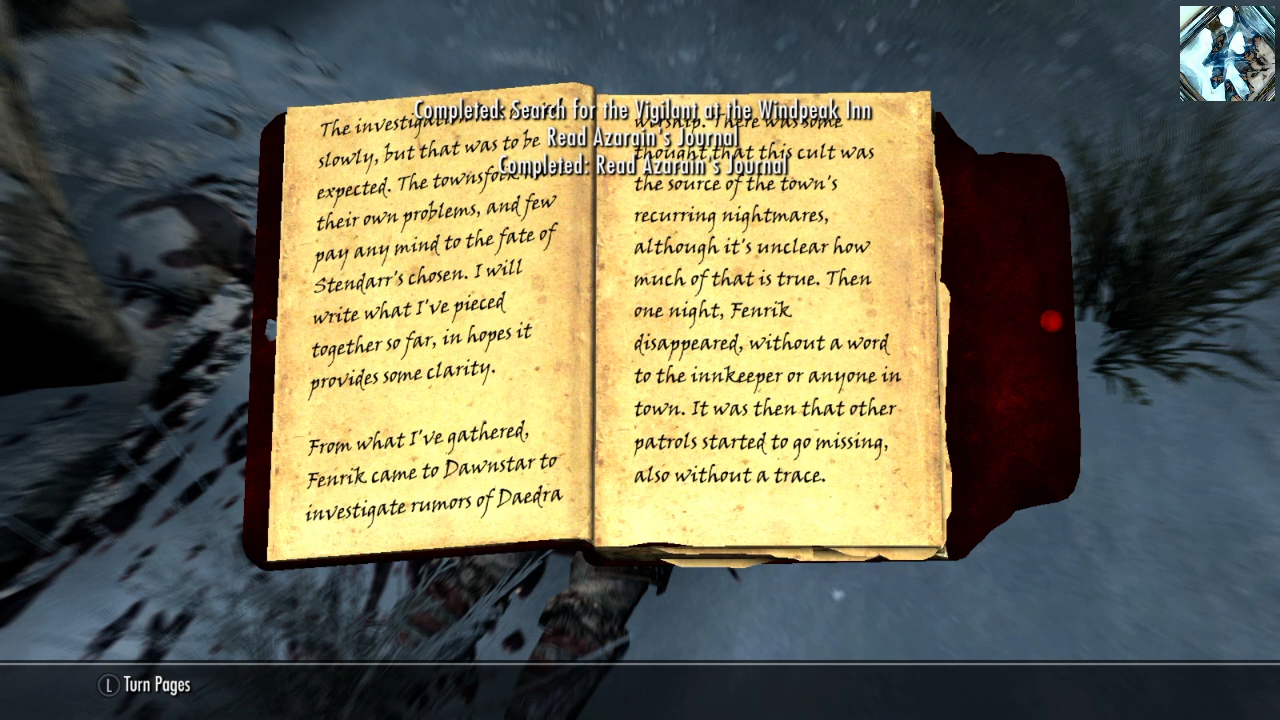 Completed: Search for the Vigilant at the Windpeak Inn
Read Azarain's Journal
Completed: Read Azarain's Journal
The
slowly, but that was to be
expected. The townsfolk
their own problems, and few
pay any mind to the fate of
Stendarr's chosen. I will
write what I've pieced
together so far, in hopes it
provides some clarity.
From what I've gathered,
Fenrik came to Dawnstar to
investigate rumors of Daedra
worship. There was some
thought that this cult was
the source of the town's
recurring nightmares,
although it's unclear how
much of that is true. Then
one night, Fenrik
disappeared, without a word
to the innkeeper or anyone in
town. It was then that other
patrols started to go missing,
also without a trace.
L Turn Pages